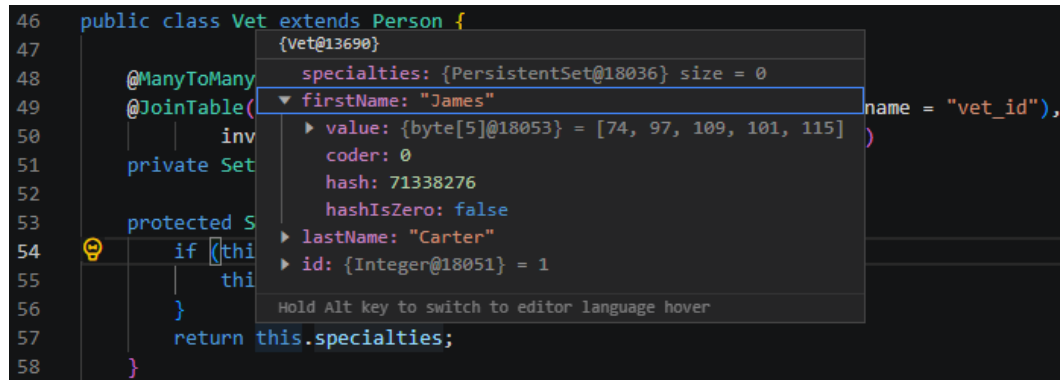 46 public class Vet extends Person {
47
{Vet@13690}
48 @ManyToMany
specialties: {PersistentSet@18036} size = 0
49 @JoinTable( name = "vet_id"),
▼ firstName: "James"
50 inv )
▶ value: {byte[5]@18053} = [74, 97, 109, 101, 115]
coder: 0
51 private Set
hash: 71338276
52
hashIsZero: false
53 protected S
▶ lastName: "Carter"
54 if (thi
▶ id: {Integer@18051} = 1
55 thi
56 }
Hold Alt key to switch to editor language hover
57 return this.specialties;
58 }